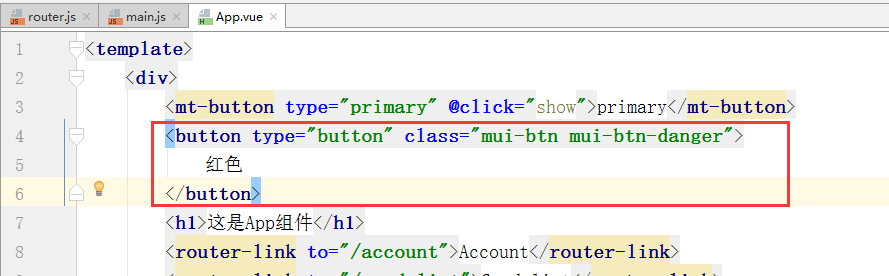 router.js × main.js × App.vue ×
1 <template>
2 <div>
3 <mt-button type="primary" @click="show">primary</mt-button>
4 <button type="button" class="mui-btn mui-btn-danger">
5 红色
6 </button>
7 <h1>这是App组件</h1>
8 <router-link to="/account">Account</router-link>